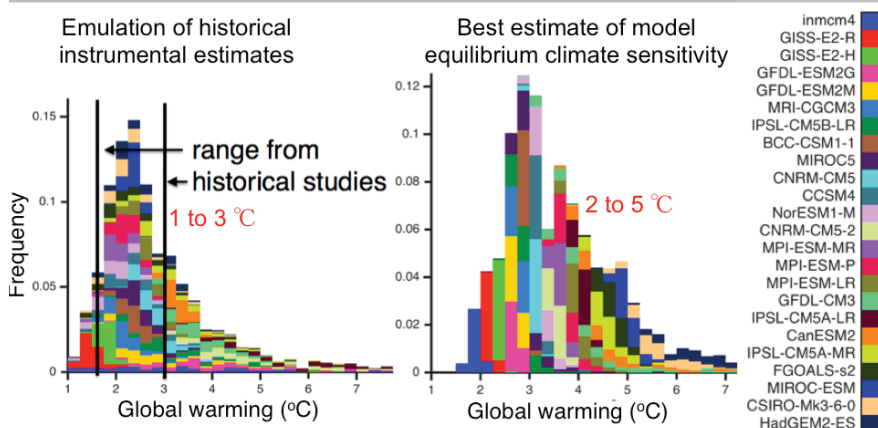 Emulation of historical
instrumental estimates
0.15
0.1
0.05
0
Frequency
range from
historical studies
1 to 3 ℃
1
2
3
4
5
6
7
Global warming (ºC)
Best estimate of model
equilibrium climate sensitivity
0.12
0.1
0.08
0.06
0.04
0.02
0
2 to 5 ℃
1
2
3
4
5
6
7
Global warming (ºC)
inmcm4
GISS-E2-R
GISS-E2-H
GFDL-ESM2G
GFDL-ESM2M
MRI-CGCM3
IPSL-CM5B-LR
BCC-CSM1-1
MIROC5
CNRM-CM5
CCSM4
NorESM1-M
CNRM-CM5-2
MPI-ESM-MR
MPI-ESM-P
MPI-ESM-LR
GFDL-CM3
IPSL-CM5A-LR
CanESM2
IPSL-CM5A-MR
FGOALS-s2
MIROC-ESM
CSIRO-Mk3-6-0
HadGEM2-ES